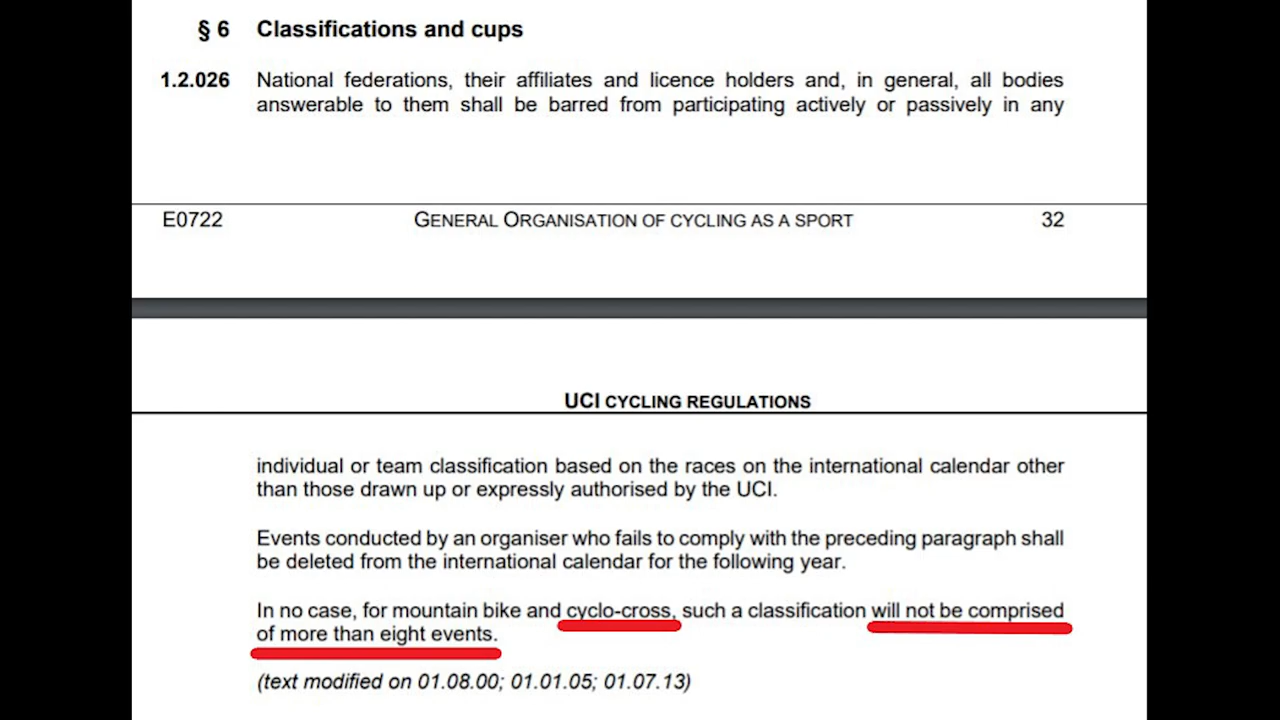 § 6 Classifications and cups
1.2.026 National federations, their affiliates and licence holders and, in general, all bodies
answerable to them shall be barred from participating actively or passively in any
E0722 GENERAL ORGANISATION OF CYCLING AS A SPORT 32
UCI CYCLING REGULATIONS
individual or team classification based on the races on the international calendar other
than those drawn up or expressly authorised by the UCI.
Events conducted by an organiser who fails to comply with the preceding paragraph shall
be deleted from the international calendar for the following year.
In no case, for mountain bike and cyclo-cross, such a classification will not be comprised
of more than eight events.
(text modified on 01.08.00; 01.01.05; 01.07.13)